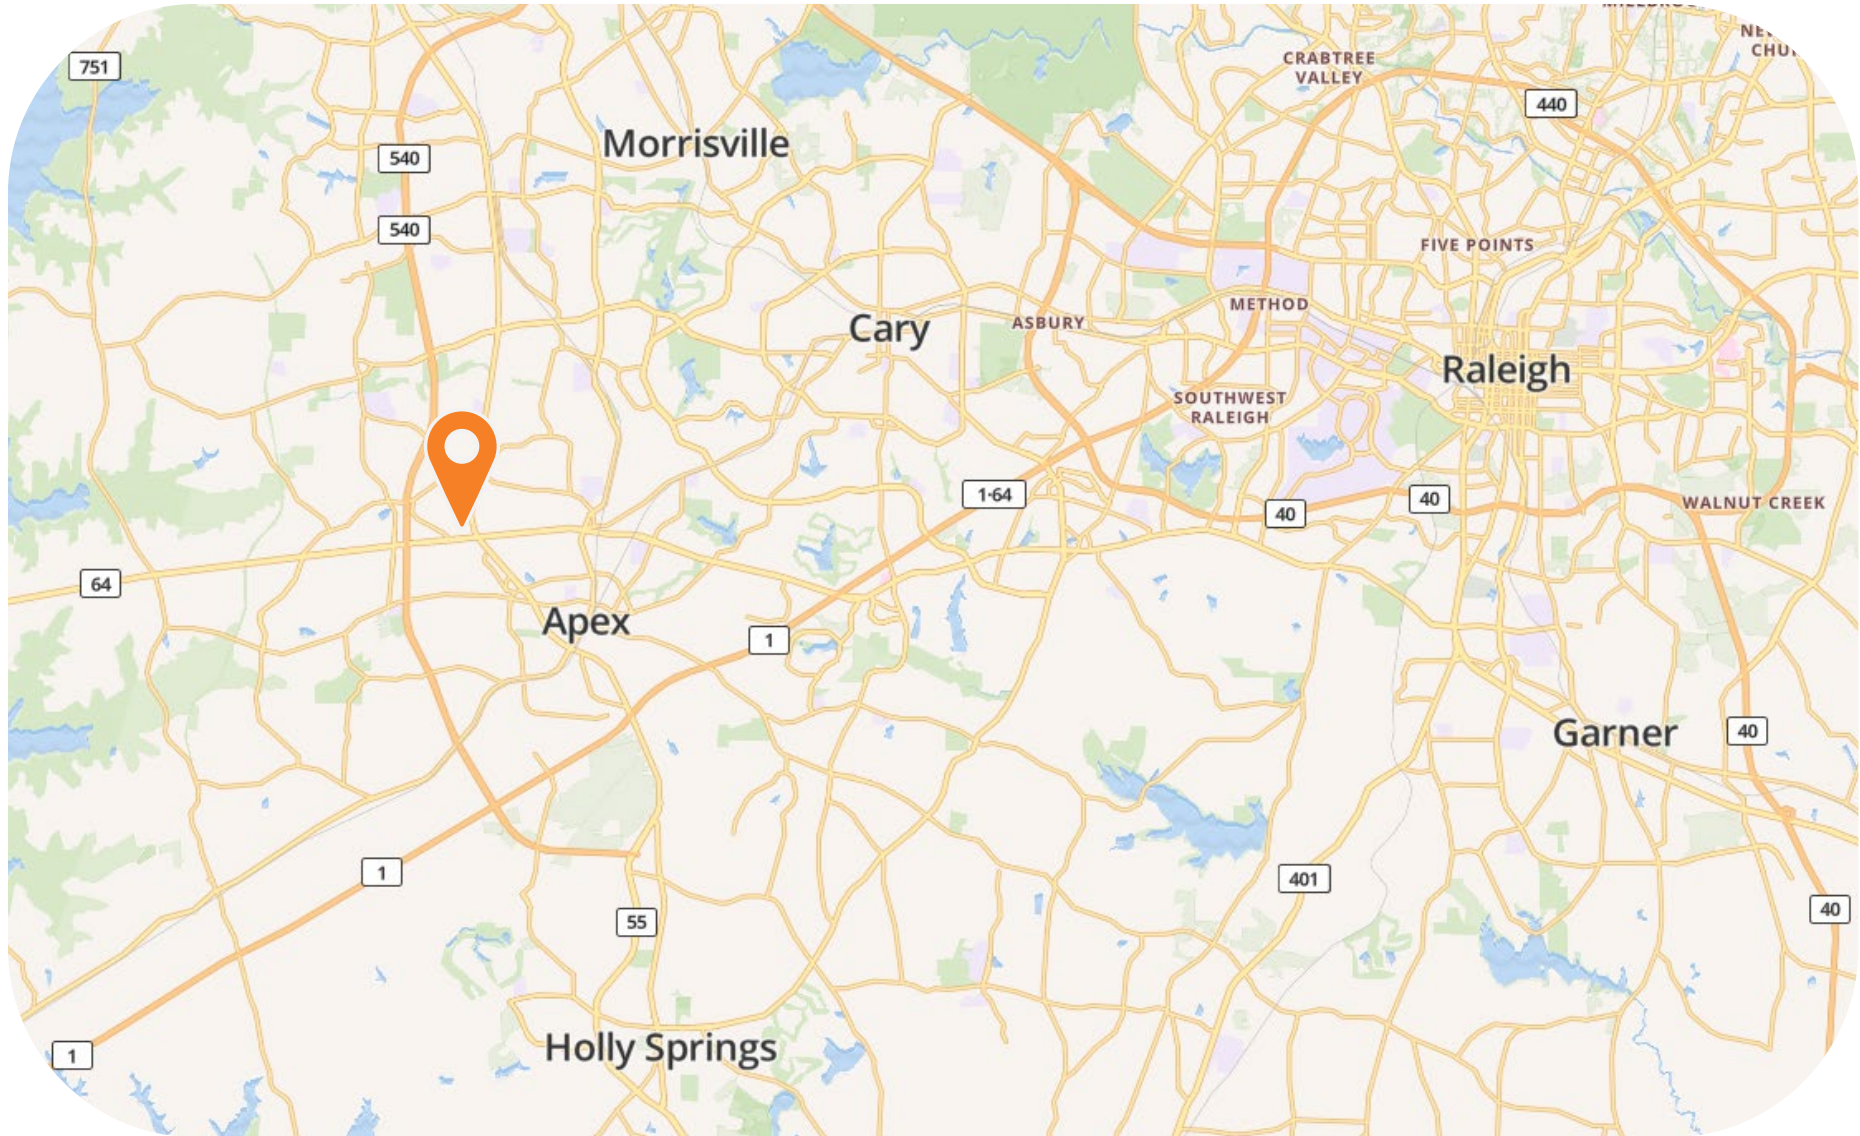 751
CRABTREE
VALLEY
440
Morrisville
540
540
FIVE POINTS
METHOD
ASBURY
Cary
Raleigh
SOUTHWEST
RALEIGH
1·64
40
40
WALNUT CREEK
64
Apex
1
Garner
40
1
401
40
55
Holly Springs
1